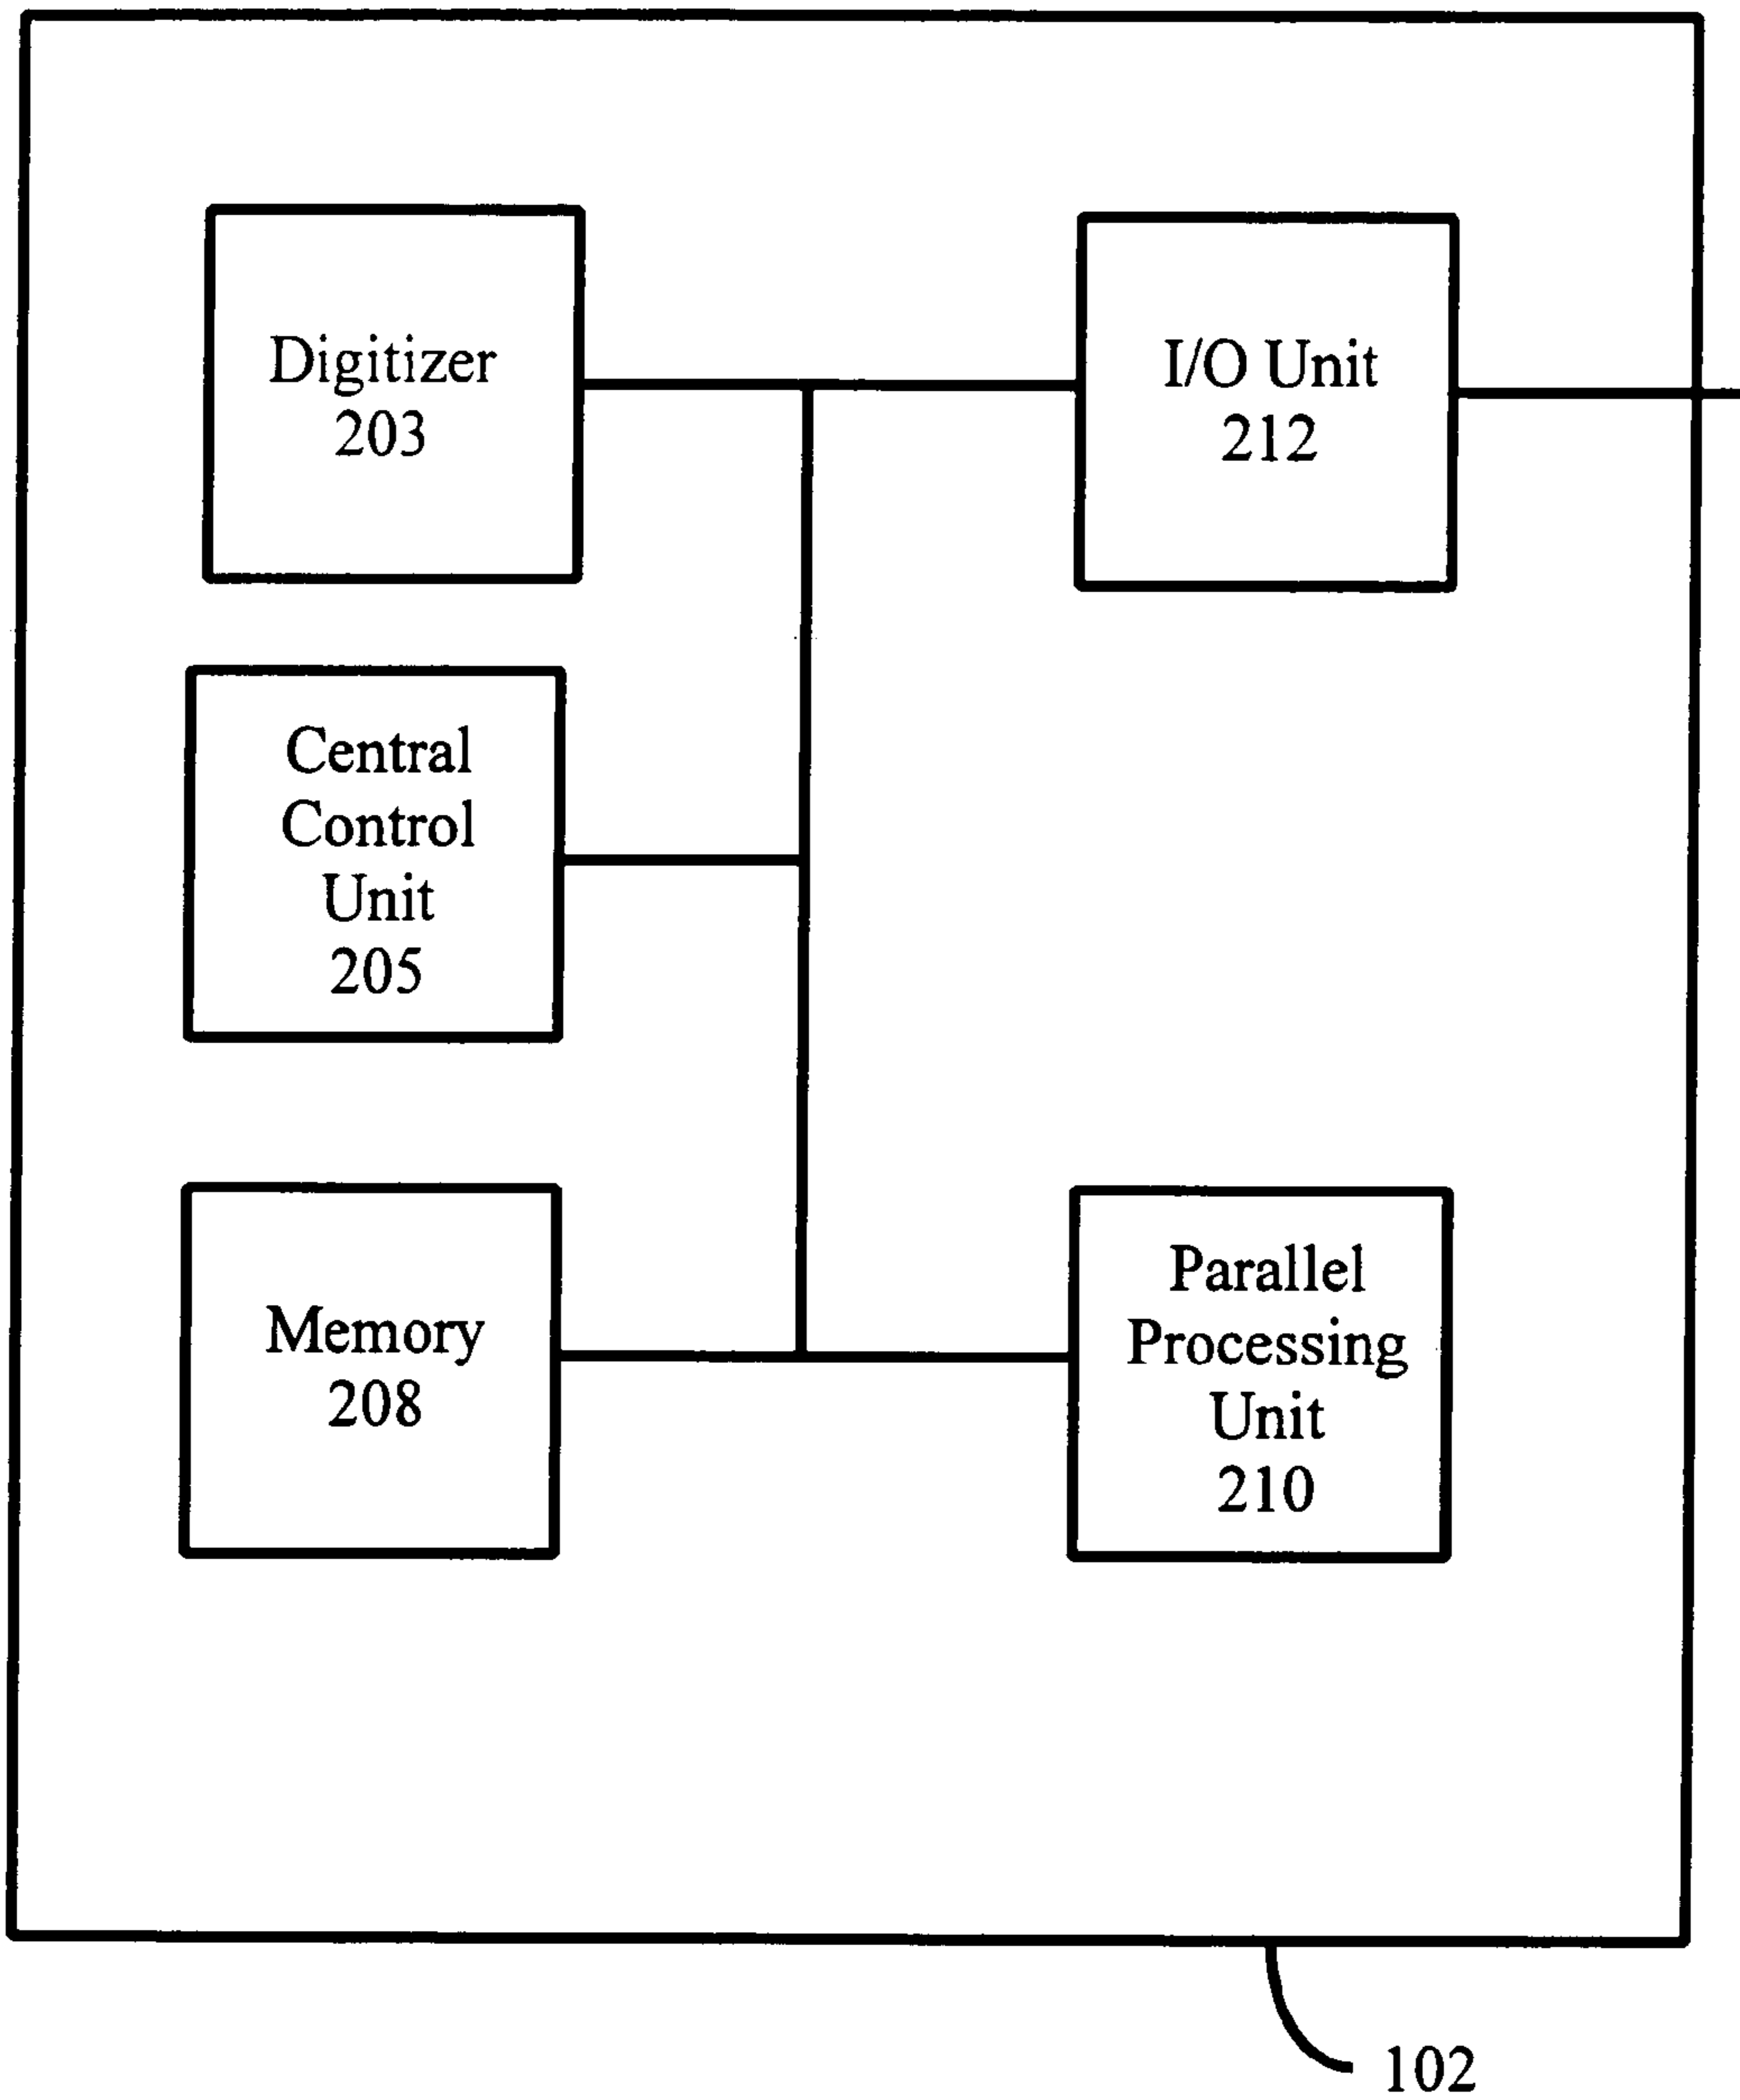 Digitizer
203
I/O Unit
212
Central
Control
Unit
205
Memory
208
Parallel
Processing
Unit
210
102